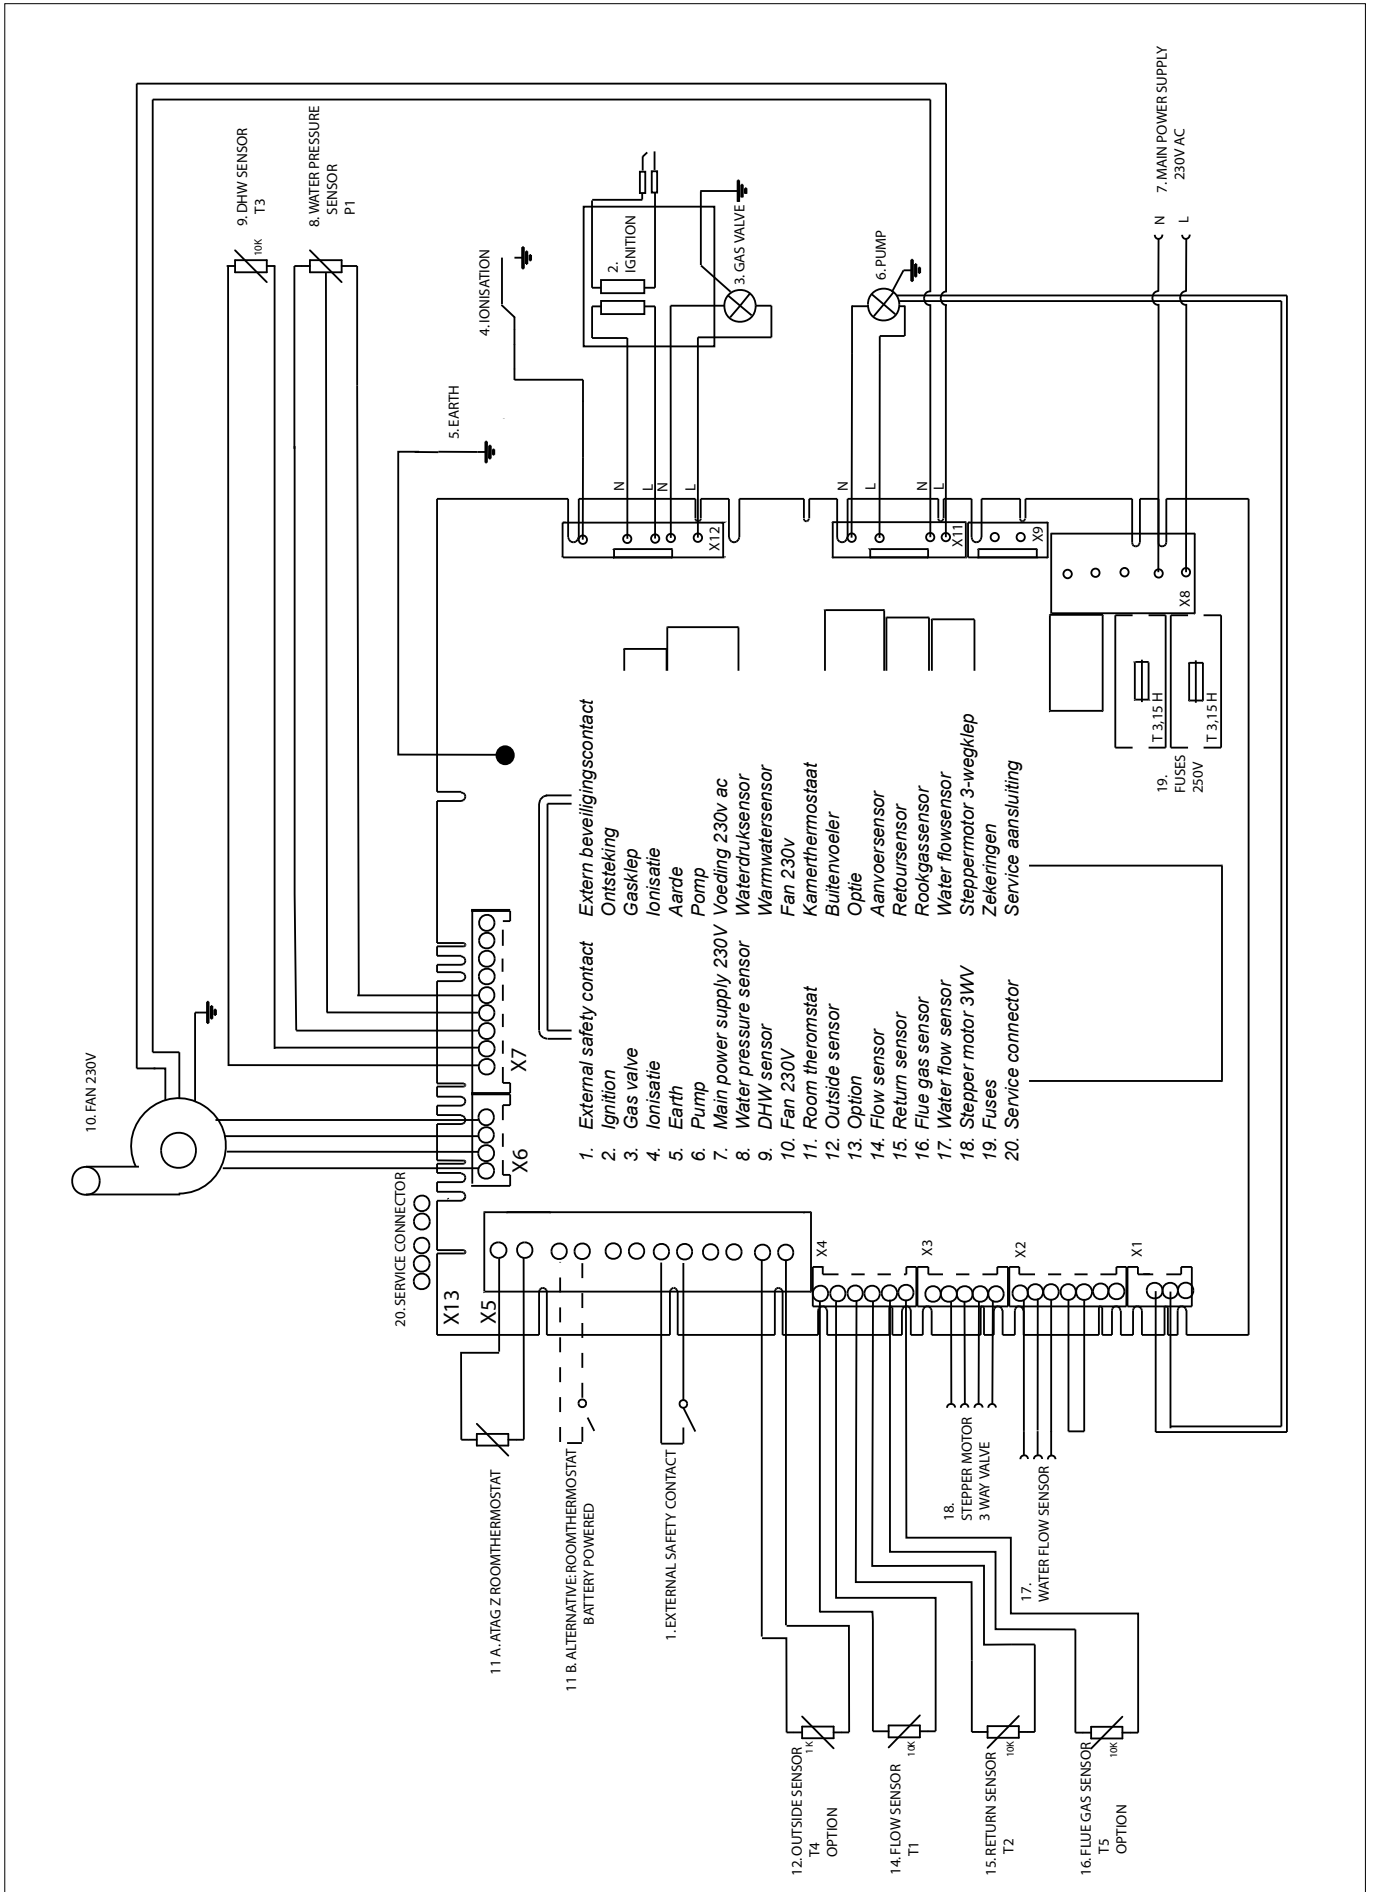 10. FAN 230V
9. DHW SENSOR
T3
10K
8. WATER PRESSURE
SENSOR
P1
4. IONISATION
5. EARTH
2.
IGNITION
3. GAS VALVE
6. PUMP
7. MAIN POWER SUPPLY
230V AC
N
L
N
L
N
L
X12
N
L
N
L
X11
X9
X8
T 3,15 H
T 3,15 H
19.
FUSES
250V
X7
X6
20. SERVICE CONNECTOR
X13
X5
X4
X3
X2
X1
1. External safety contact Extern beveiligingscontact
2. Ignition Ontsteking
3. Gas valve Gasklep
4. Ionisatie Ionisatie
5. Earth Aarde
6. Pump Pomp
7. Main power supply 230V Voeding 230v ac
8. Water pressure sensor Waterdruksensor
9. DHW sensor Warmwatersensor
10. Fan 230V Fan 230v
11. Room theromstat Kamerthermostaat
12. Outside sensor Buitenvoeler
13. Option Optie
14. Flow sensor Aanvoersensor
15. Return sensor Retoursensor
16. Flue gas sensor Rookgassensor
17. Water flow sensor Water flowsensor
18. Stepper motor 3WV Steppermotor 3-wegklep
19. Fuses Zekeringen
20. Service connector Service aansluiting
11 A. ATAG Z ROOMTHERMOSTAT
11 B. ALTERNATIVE: ROOMTHERMOSTAT
BATTERY POWERED
1. EXTERNAL SAFETY CONTACT
18.
STEPPER MOTOR
3 WAY VALVE
17.
WATER FLOW SENSOR
12. OUTSIDE SENSOR
T4
OPTION
1 K
14. FLOW SENSOR
T1
10K
15. RETURN SENSOR
T2
10K
16. FLUE GAS SENSOR
T5
OPTION
10K